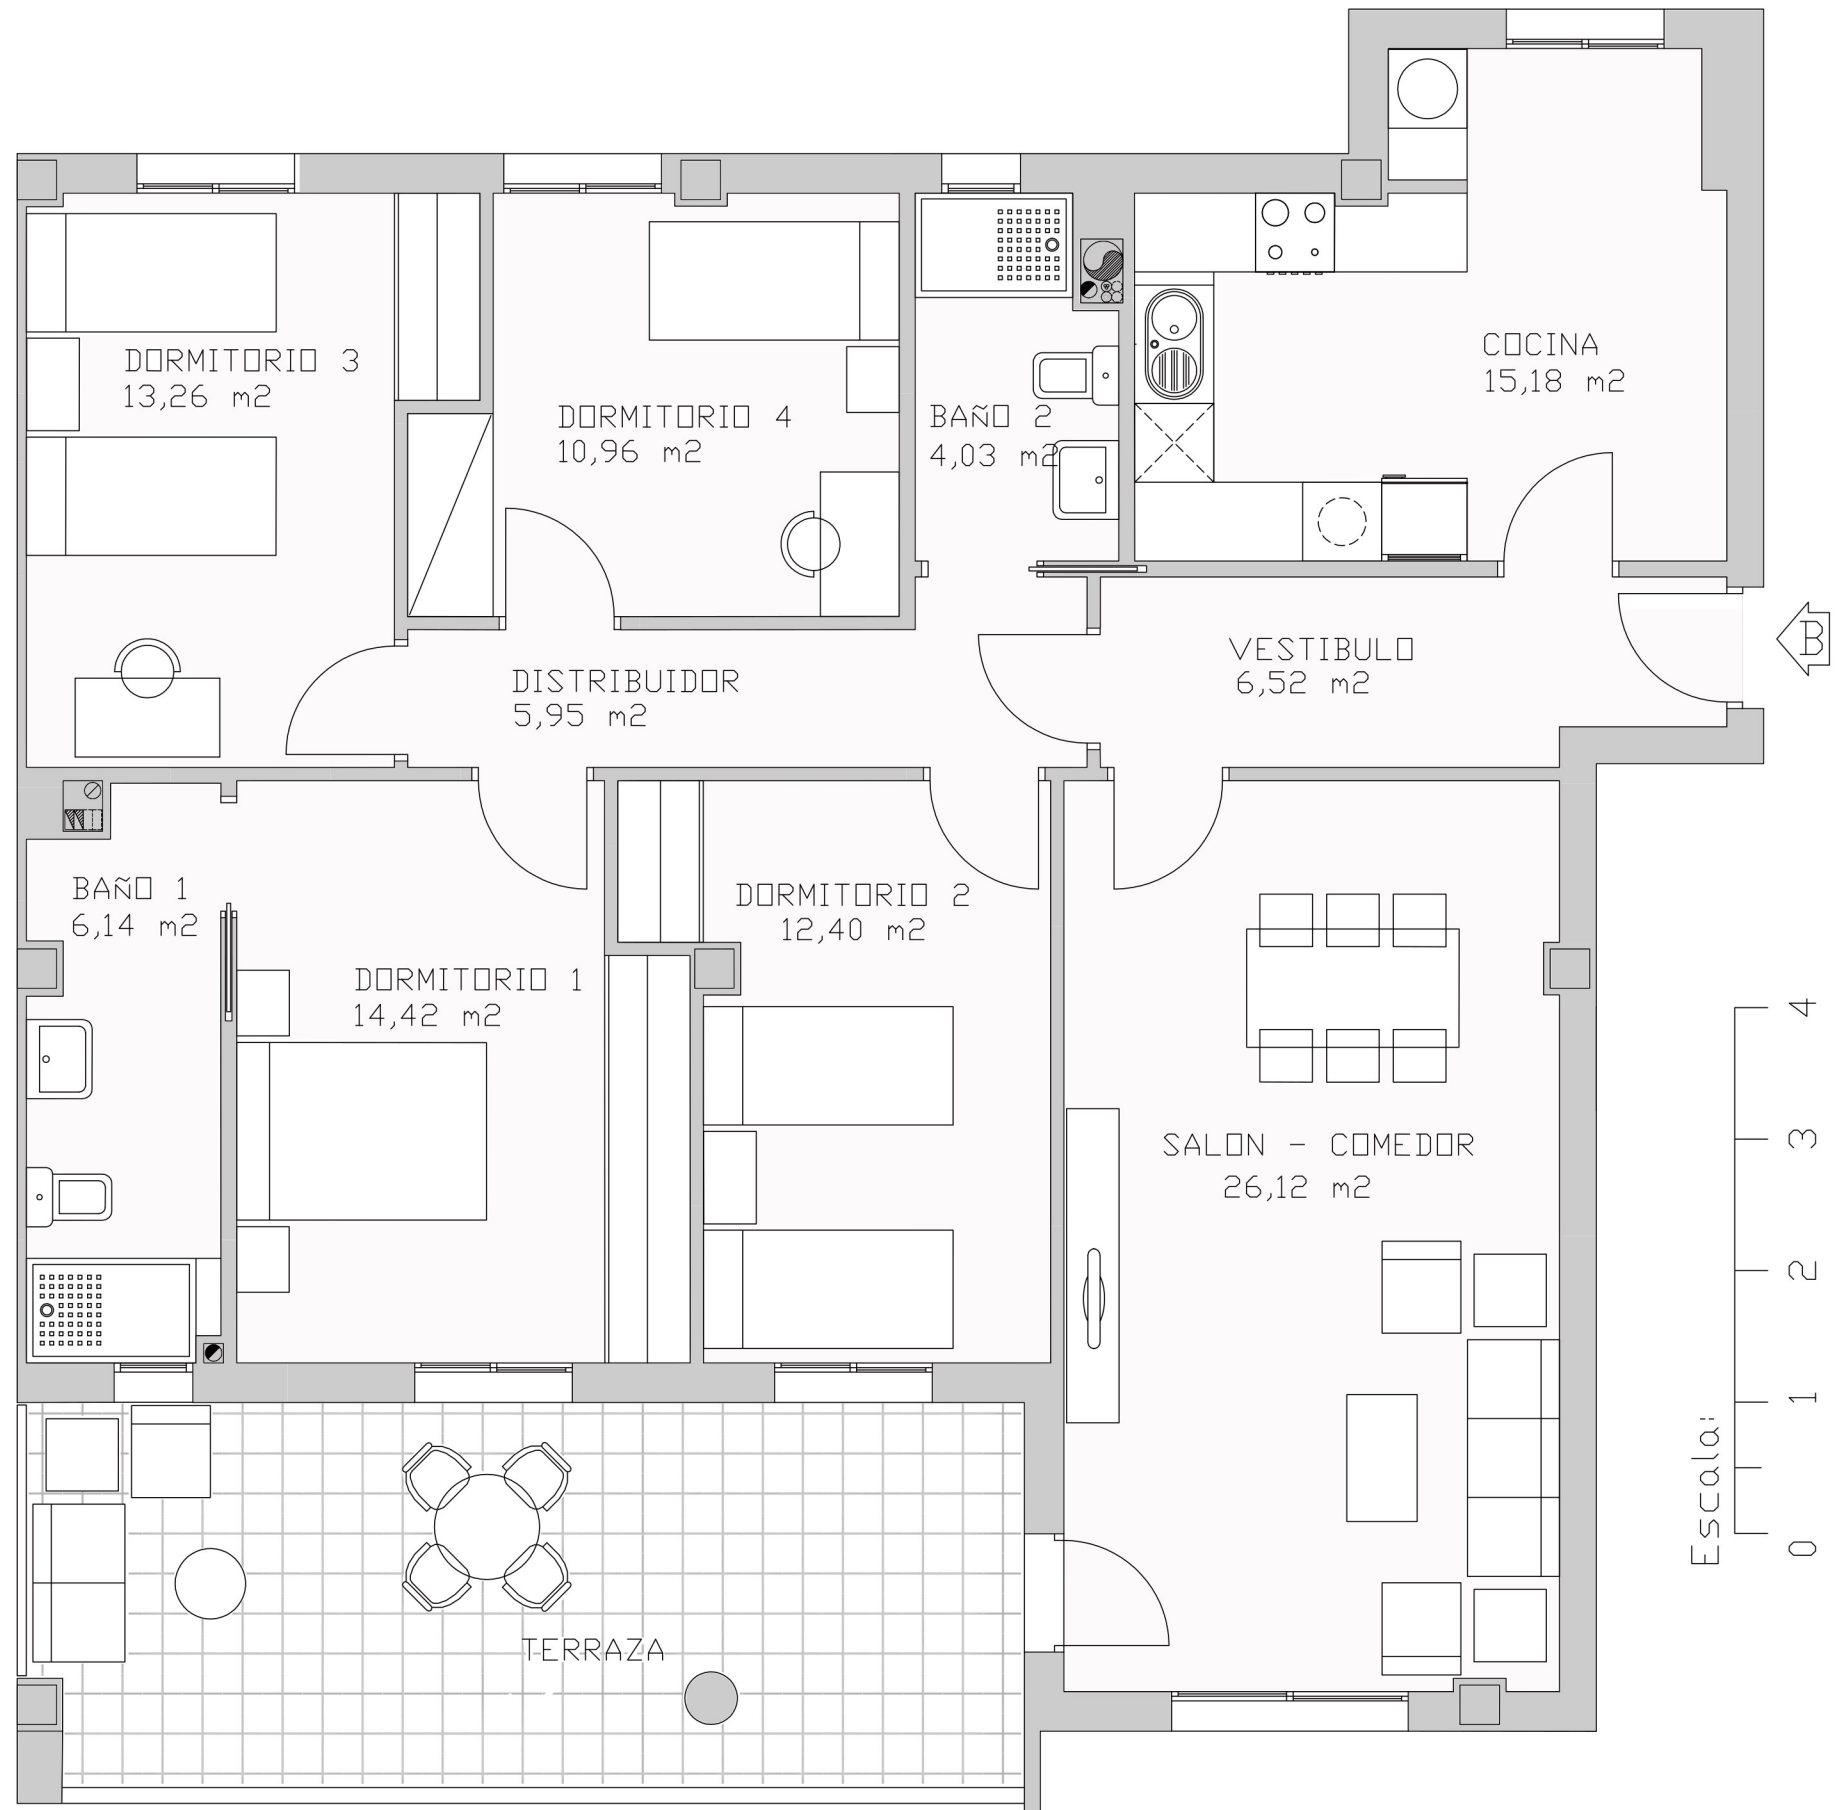 DORMITORIO 3
13,26 m2
DORMITORIO 4
10,96 m2
BAÑO 2
4,03 m2
COCINA
15,18 m2
DISTRIBUIDOR
5,95 m2
VESTIBULO
6,52 m2
B
BAÑO 1
6,14 m2
DORMITORIO 1
14,42 m2
DORMITORIO 2
12,40 m2
SALON - COMEDOR
26,12 m2
TERRAZA
Escala:
0 1 2 3 4